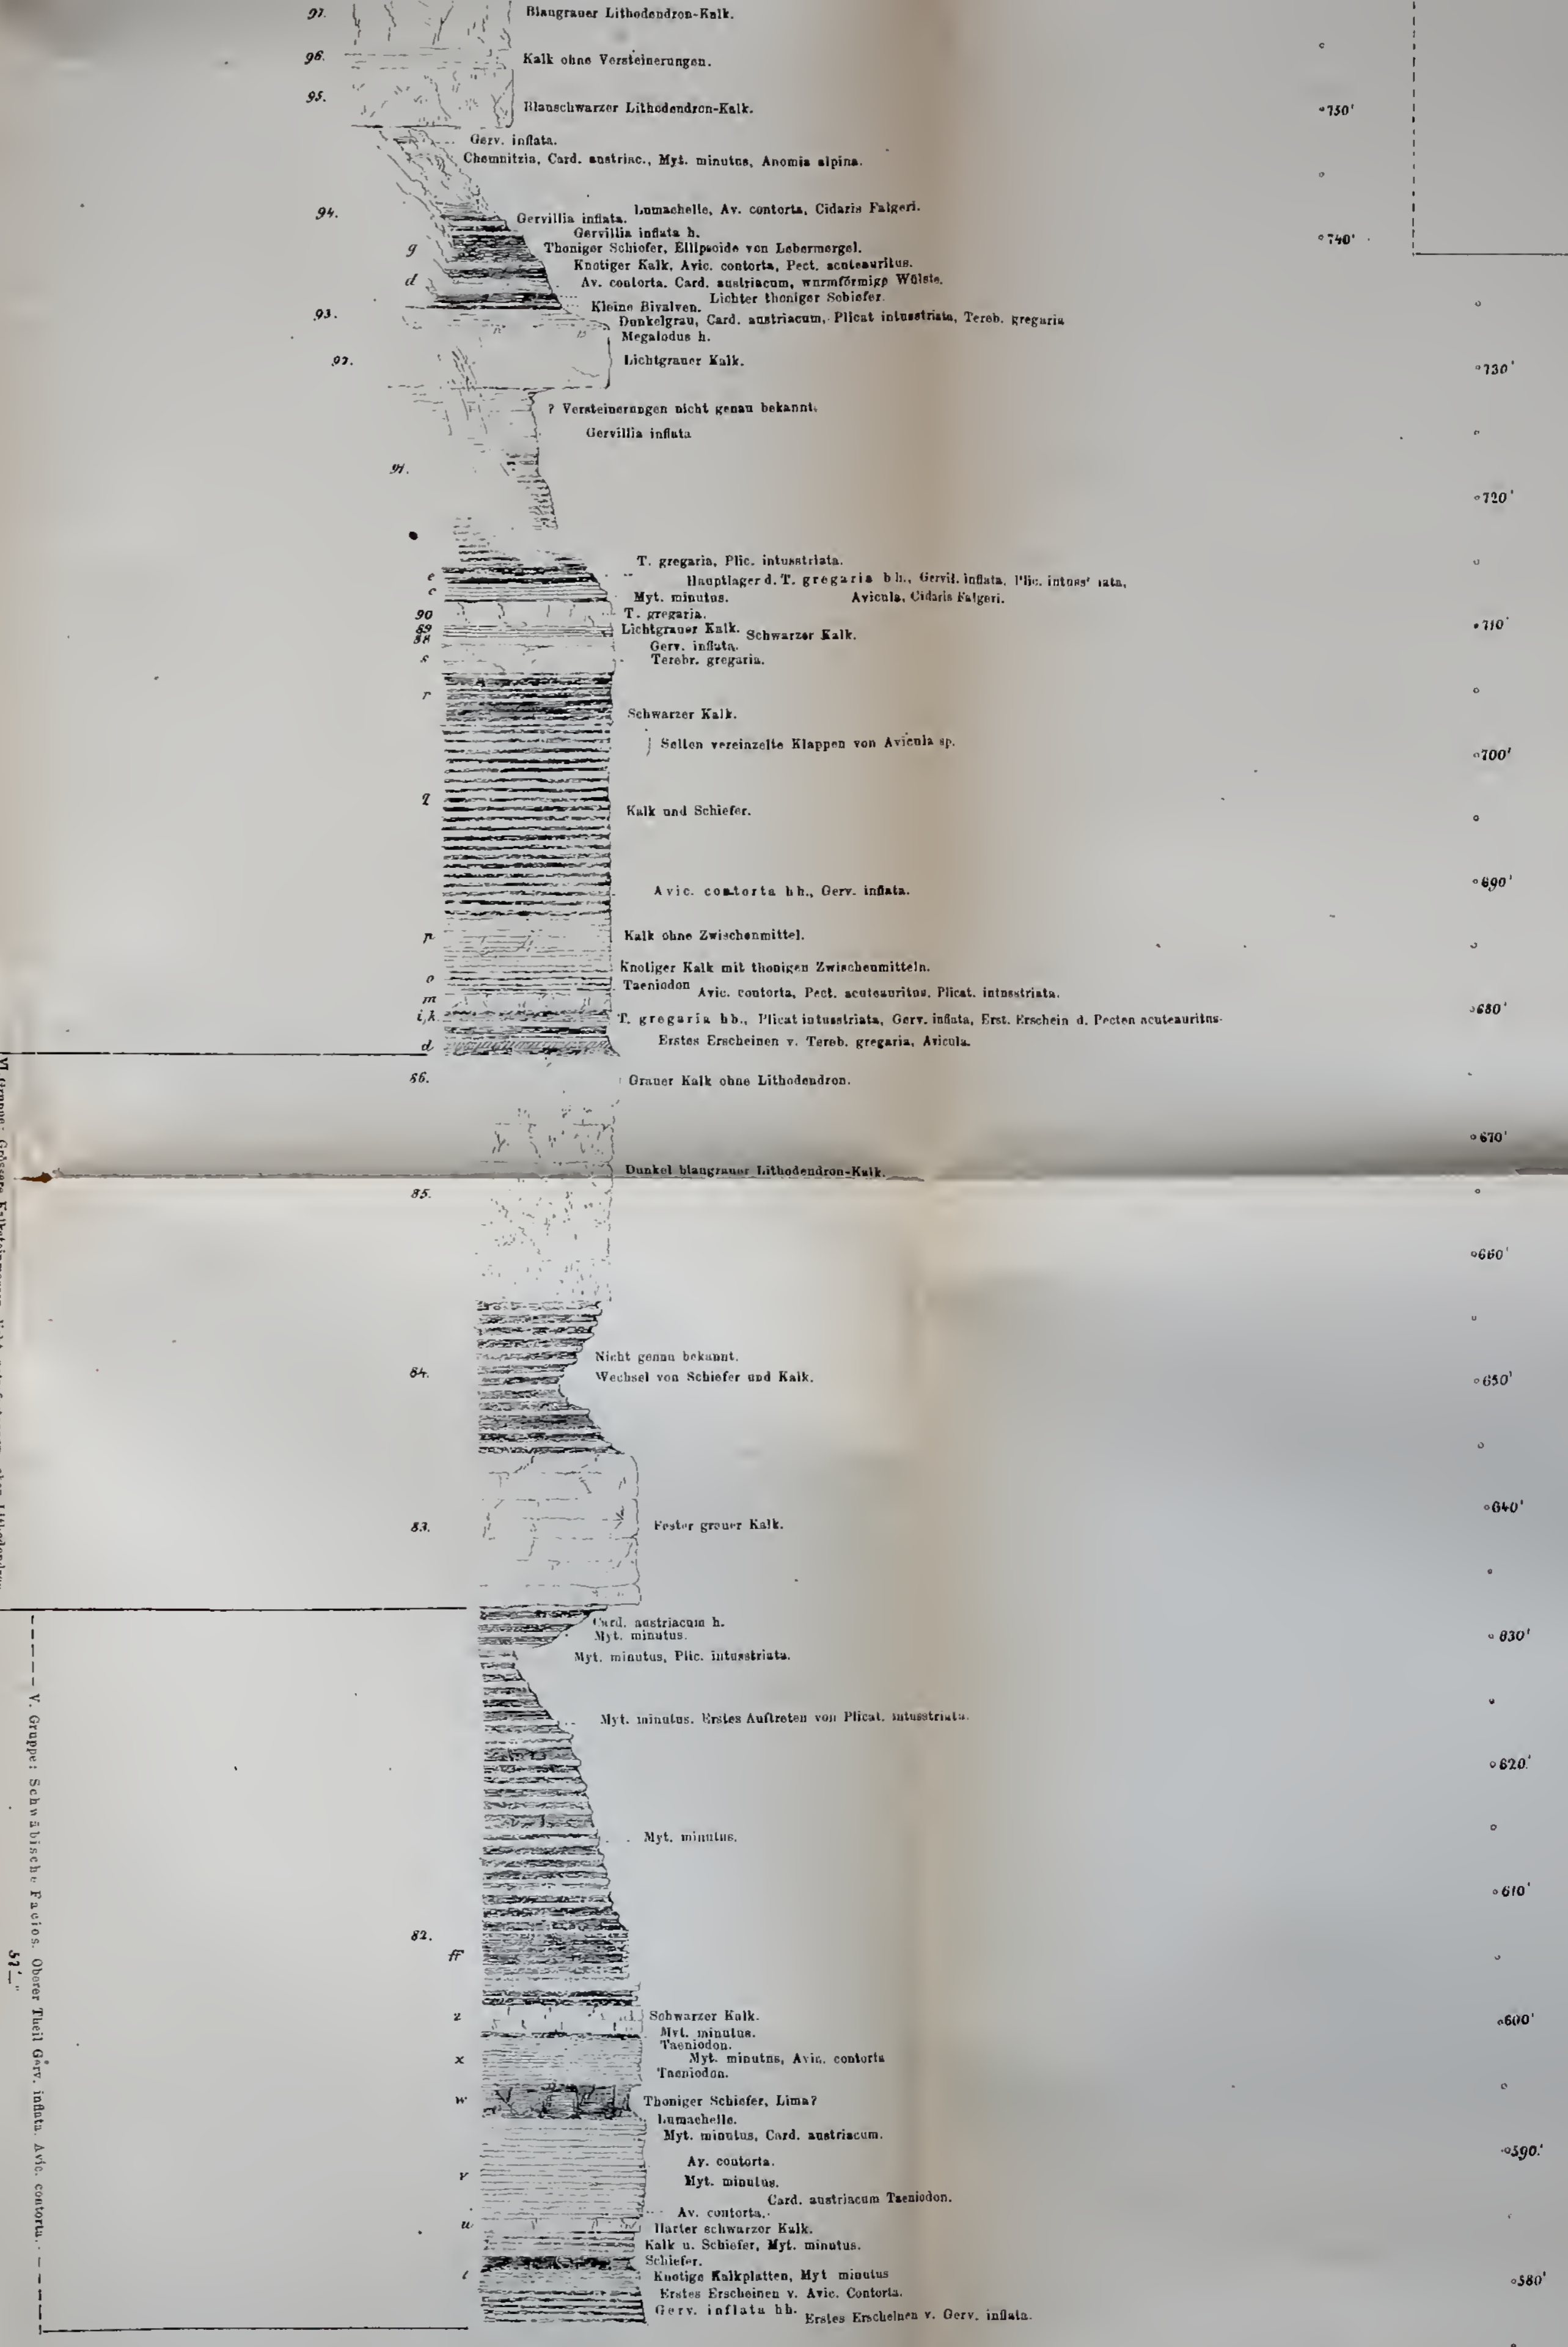 97. Blaugrauer Lithodendron-Kalk.
96. Kalk ohne Versteinerungen.
95. Blauschwarzer Lithodendron-Kalk.
°750'
Gerv. inflata.
Chemnitzia, Card. austriac., Myt. minutus, Anomia alpina.
94. Lumachelle, Av. contorta, Cidaris Falgeri.
Gervillia inflata.
Gervillia inflata h.
°740'
g Thoniger Schiefer, Ellipsoide von Lebermergel.
Knotiger Kalk, Avic. contorta, Pect. acuteauritus.
d Av. contorta. Card. austriacum, wurmförmige Wülste.
Lichter thoniger Schiefer.
Kleine Bivalven.
93. Dunkelgrau, Card. austriacum, Plicat intusstriata, Tereb. gregaria
Megalodus h.
92. Lichtgrauer Kalk.
°730'
? Versteinerungen nicht genau bekannt.
Gervillia inflata
91.
°720'
T. gregaria, Plic. intusstriata.
e Hauptlager d. T. gregaria hh., Gervil. inflata, Plic.
c Myt. minutus. Avicula, Cidaris Falgeri.
90 T. gregaria.
89 Lichtgrauer Kalk. Schwarzer Kalk.
88 Gerv. inflata.
°710'
s Terebr. gregaria.
r
Schwarzer Kalk.
Selten vereinzelte Klappen von Avicula sp.
°700'
q Kalk und Schiefer.
Avic. contorta hh., Gerv. inflata.
°690'
p Kalk ohne Zwischenmittel.
Knotiger Kalk mit thonigen Zwischenmitteln.
o Taeniodon
m Avic. contorta, Pect. acuteauritus, Plicat. intusstriata.
°680'
i,k. T. gregaria hh., Plicat intusstriata, Gerv. inflata, Erst. Erschein d. Pecten acuteauritus.
d Erstes Erscheinen v. Tereb. gregaria, Avicula.
86. Grauer Kalk ohne Lithodendron.
°670'
Dunkel blaugrauer Lithodendron-Kalk.
85.
°660'
Nicht genau bekannt.
84. Wechsel von Schiefer und Kalk.
°650'
°640'
83. Fester grauer Kalk.
Card. austriacum h.
Myt. minutus.
°630'
Myt. minutus, Plic. intusstriata.
Myt. minutus. Erstes Auftreten von Plicat. intusstriata.
°620.'
Myt. minutus.
°610'
82.
ff
z Schwarzer Kalk.
°600'
Myt. minutus.
Taeniodon.
x Myt. minutus, Avic. contorta
Taeniodon.
w Thoniger Schiefer, Lima?
Lumachelle.
Myt. minutus, Card. austriacum.
°590.'
Av. contorta.
v Myt. minutus.
Card. austriacum Taeniodon.
Av. contorta.
u Harter schwarzer Kalk.
Kalk u. Schiefer, Myt. minutus.
Schiefer.
t Knotige Kalkplatten, Myt minutus
°580'
Erstes Erscheinen v. Avic. Contorta.
Gerv. inflata hh. Erstes Erscheinen v. Gerv. inflata.
V. Gruppe: Schwäbische Facies. Oberer Theil Gerv. inflata. Avic. contorta.
VI Gruppe: Grössere Kalksteinmassen